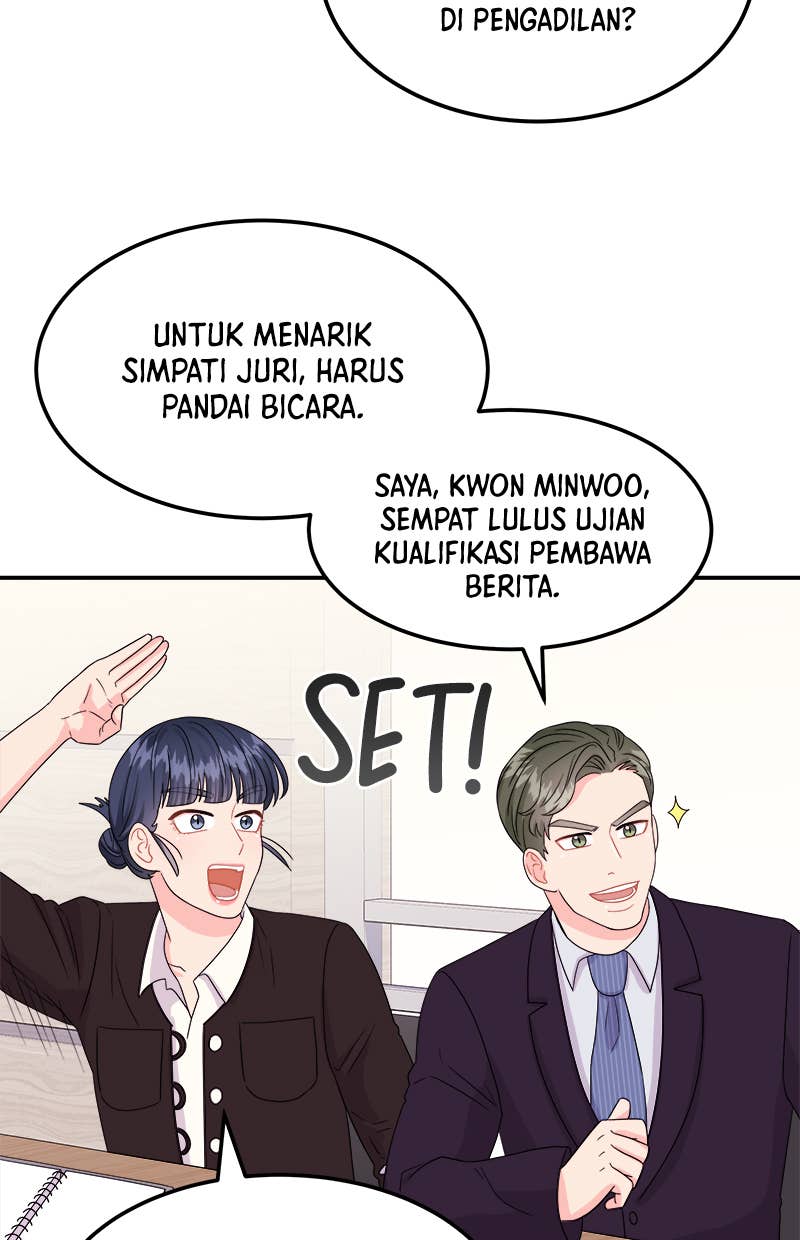 DI PENGADILAN?
UNTUK MENARIK
SIMPATI JURI, HARUS
PANDAI BICARA.
SAYA, KWON MINWOO,
SEMPAT LULUS UJIAN
KUALIFIKASI PEMBAWA
BERITA.
SET!